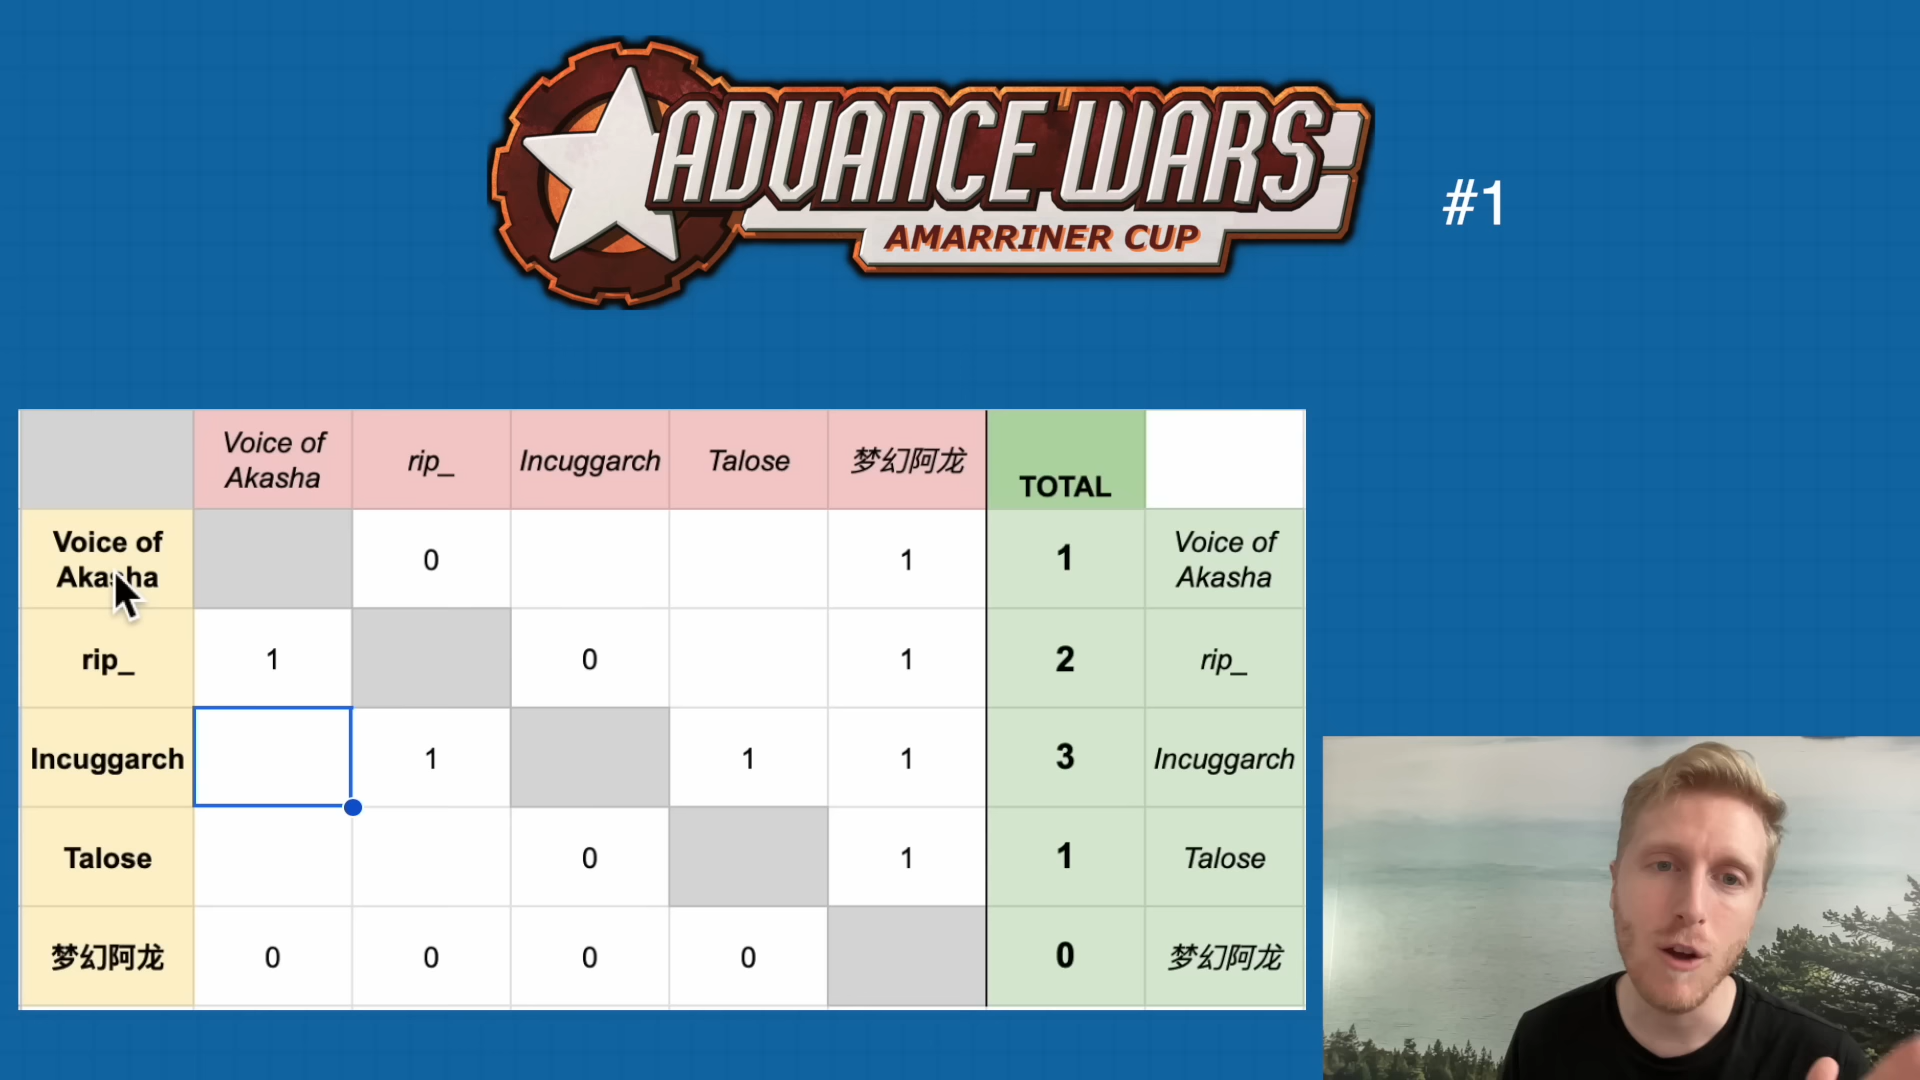 ADVANCE WARS
AMARRINER CUP
#1
Voice of Akasha rip_ Incuggarch Talose 梦幻阿龙 TOTAL
Voice of Akasha 0 1 1 Voice of Akasha
rip_ 1 0 1 2 rip_
Incuggarch 1 1 1 3 Incuggarch
Talose 0 1 1 Talose
梦幻阿龙 0 0 0 0 0 梦幻阿龙